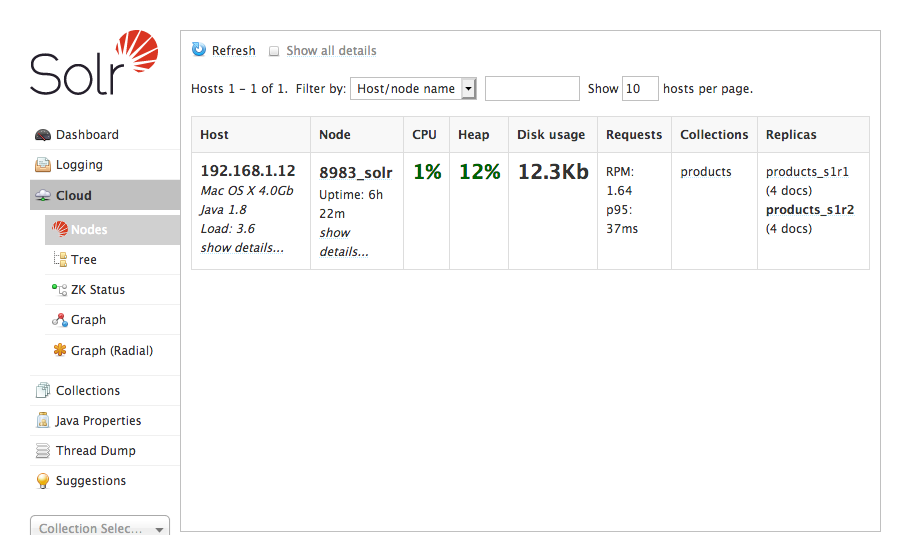 Solr
Refresh Show all details
Hosts 1 – 1 of 1. Filter by: Host/node name Show 10 hosts per page.
Host Node CPU Heap Disk usage Requests Collections Replicas
192.168.1.12
Mac OS X 4.0Gb
Java 1.8
Load: 3.6
show details...
8983_solr
Uptime: 6h
22m
show
details...
1%
12%
12.3Kb
RPM:
1.64
p95:
37ms
products
products_s1r1
(4 docs)
products_s1r2
(4 docs)
Dashboard
Logging
Cloud
Nodes
Tree
ZK Status
Graph
Graph (Radial)
Collections
Java Properties
Thread Dump
Suggestions
Collection Selec...